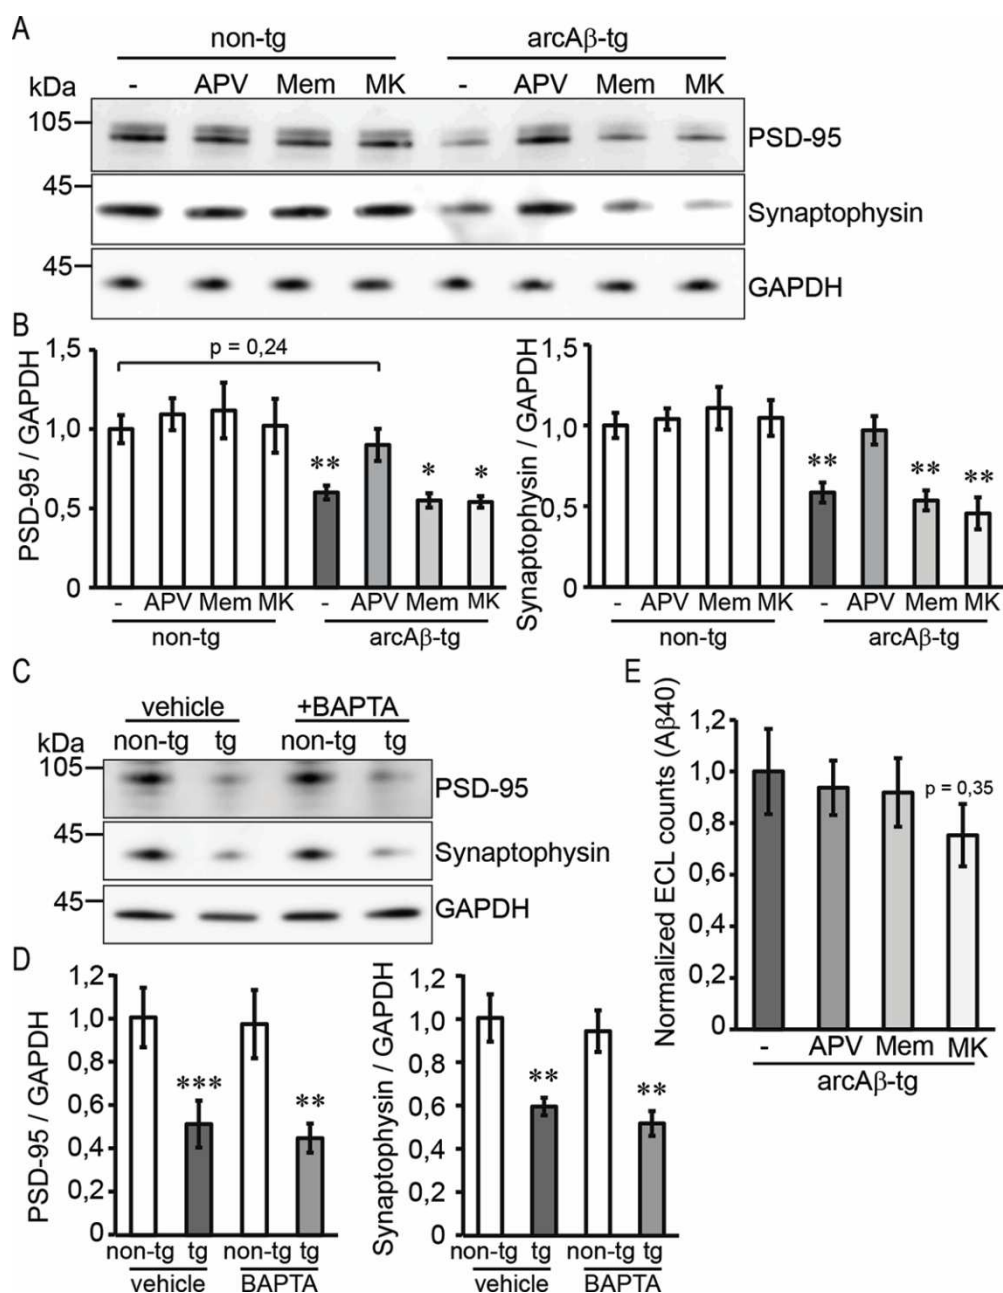 A
non-tg arcAβ-tg
kDa - APV Mem MK - APV Mem MK
105 PSD-95
45 Synaptophysin
45 GAPDH
B
PSD-95 / GAPDH
1,5
1,0
0,5
0
p = 0,24
** * *
- APV Mem MK - APV Mem MK
non-tg arcAβ-tg
Synaptophysin / GAPDH
1,5
1,0
0,5
0
** ** **
- APV Mem MK - APV Mem MK
non-tg arcAβ-tg
C
vehicle +BAPTA
kDa non-tg tg non-tg tg
105 PSD-95
45 Synaptophysin
45 GAPDH
D
PSD-95 / GAPDH
1,2
1,0
0,8
0,6
0,4
0,2
0
*** **
non-tg tg non-tg tg
vehicle BAPTA
Synaptophysin / GAPDH
1,2
1,0
0,8
0,6
0,4
0,2
0
** **
non-tg tg non-tg tg
vehicle BAPTA
E
Normalized ECL counts (Aβ40)
1,2
1,0
0,8
0,6
0,4
0,2
0
p = 0,35
- APV Mem MK
arcAβ-tg